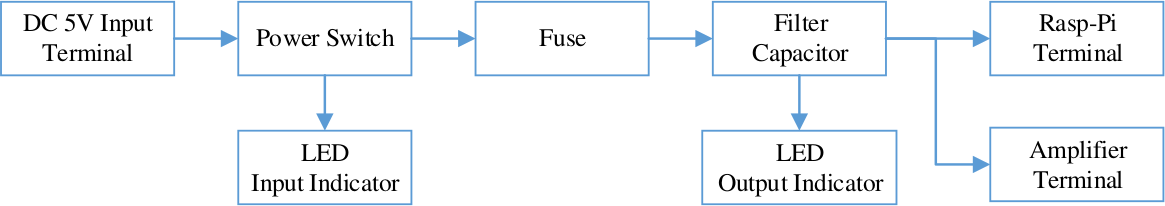 DC 5V Input
Terminal
Power Switch
Fuse
Filter
Capacitor
Rasp-Pi
Terminal
LED
Input Indicator
LED
Output Indicator
Amplifier
Terminal